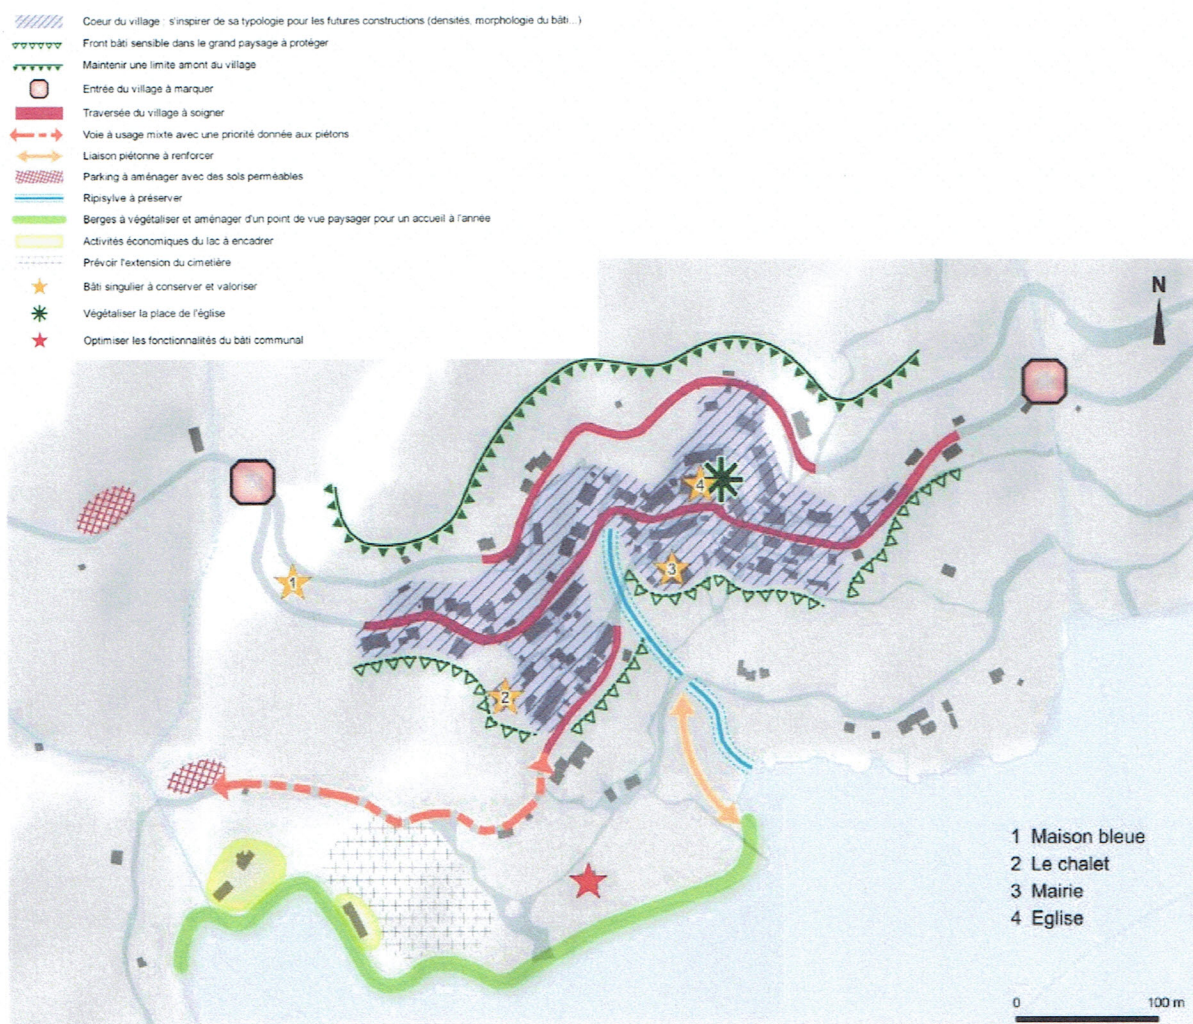 Coeur du village : s'inspirer de sa typologie pour les futures constructions (densités, morphologie du bâti...)
Front bâti sensible dans le grand paysage à protéger
Maintenir une limite amont du village
Entrée du village à marquer
Traversée du village à soigner
Voie à usage mixte avec une priorité donnée aux piétons
Liaison piétonne à renforcer
Parking à aménager avec des sols perméables
Ripisylve à préserver
Berges à végétaliser et aménager d'un point de vue paysager pour un accueil à l'année
Activités économiques du lac à encadrer
Prévoir l'extension du cimetière
Bâti singulier à conserver et valoriser
Végétaliser la place de l'église
Optimiser les fonctionnalités du bâti communal
N
4
3
1
2
1 Maison bleue
2 Le chalet
3 Mairie
4 Eglise
0 100 m